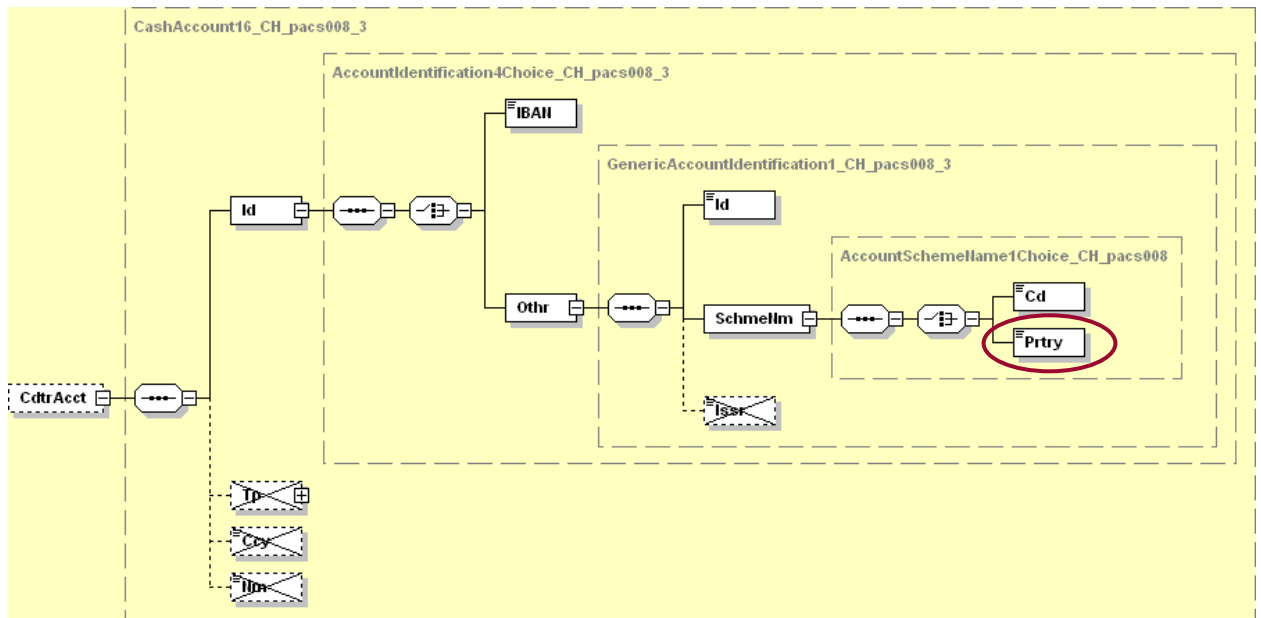 CashAccount16_CH_pacs008_3
AccountIdentification4Choice_CH_pacs008_3
IBAN
GenericAccountIdentification1_CH_pacs008_3
Id
Id
AccountSchemeName1Choice_CH_pacs008
Cd
Othr
SchmeNm
Prtry
CdtrAcct
Issr
Tp
Ccy
Nm